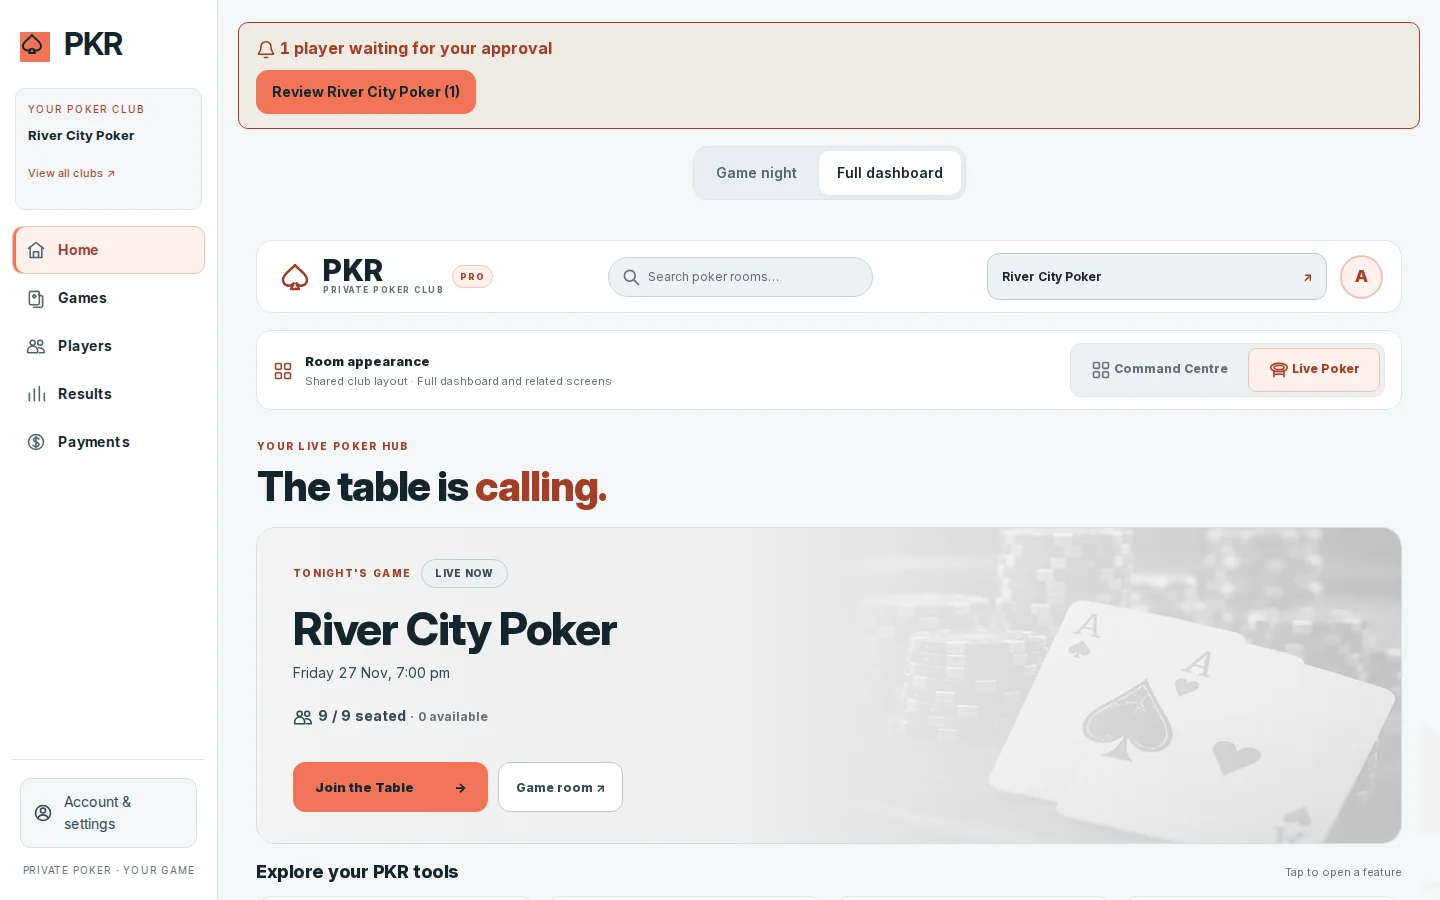 PKR
YOUR POKER CLUB
River City Poker
View all clubs ↗
Home
Games
Players
Results
Payments
Account &
settings
PRIVATE POKER · YOUR GAME
1 player waiting for your approval
Review River City Poker (1)
Game night
Full dashboard
PKR
PRIVATE POKER CLUB
PRO
Search poker rooms…
River City Poker ↗
A
Room appearance
Shared club layout · Full dashboard and related screens
Command Centre
Live Poker
YOUR LIVE POKER HUB
The table is calling.
TONIGHT'S GAME
LIVE NOW
River City Poker
Friday 27 Nov, 7:00 pm
9 / 9 seated · 0 available
Join the Table →
Game room ↗
A
A
Explore your PKR tools
Tap to open a feature